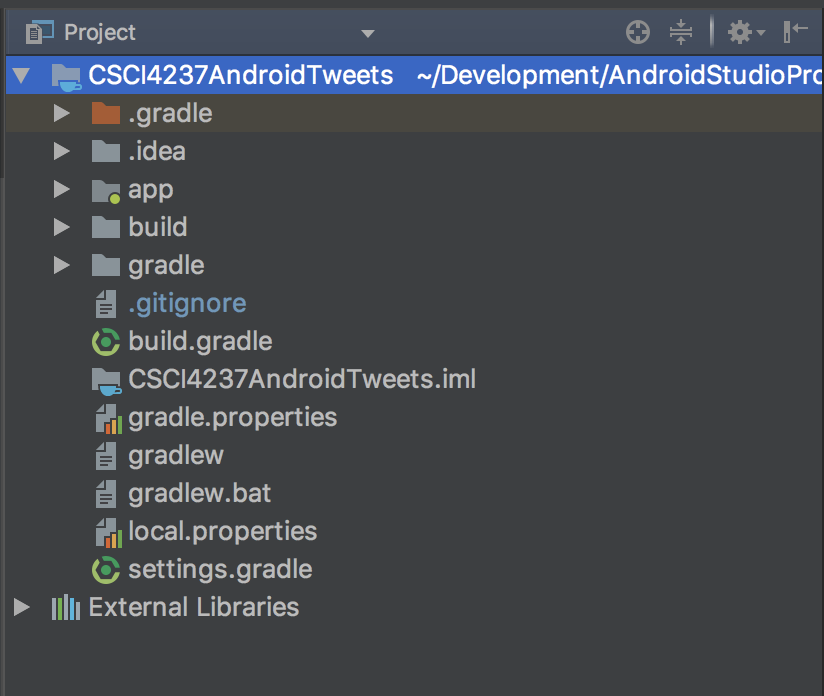 Project
CSCI4237AndroidTweets ~/Development/AndroidStudioPro
.gradle
.idea
app
build
gradle
.gitignore
build.gradle
CSCI4237AndroidTweets.iml
gradle.properties
gradlew
gradlew.bat
local.properties
settings.gradle
External Libraries